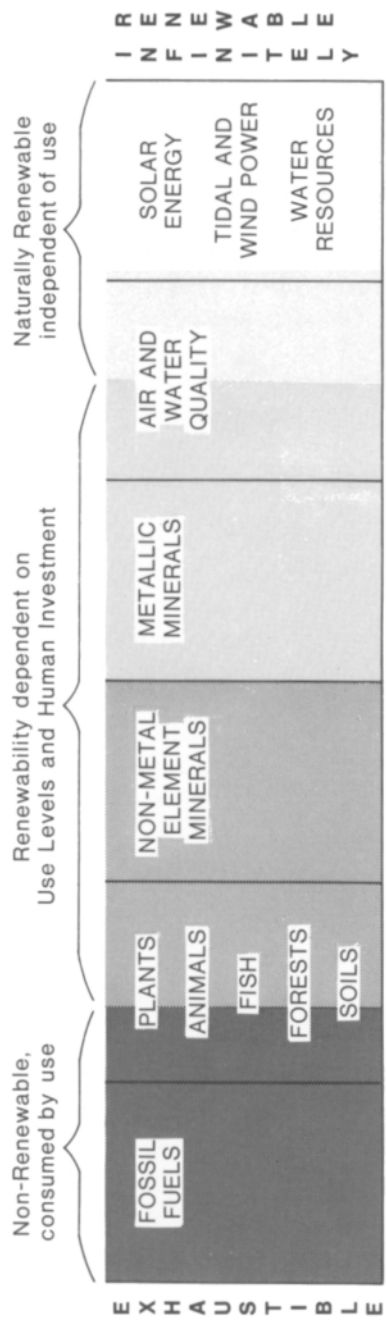 Non-Renewable,
consumed by use
Renewability dependent on
Use Levels and Human Investment
Naturally Renewable
independent of use
EXHAUSTIBLE
FOSSIL
FUELS
PLANTS
ANIMALS
FISH
FORESTS
SOILS
NON-METAL
ELEMENT
MINERALS
METALLIC
MINERALS
AIR AND
WATER
QUALITY
SOLAR
ENERGY
TIDAL AND
WIND POWER
WATER
RESOURCES
INFINITELY
RENEWABLE